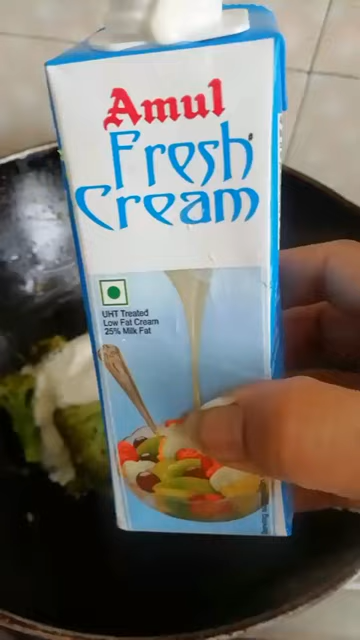 Amul
Fresh
Cream
UHT Treated
Low Fat Cream
25% Milk Fat